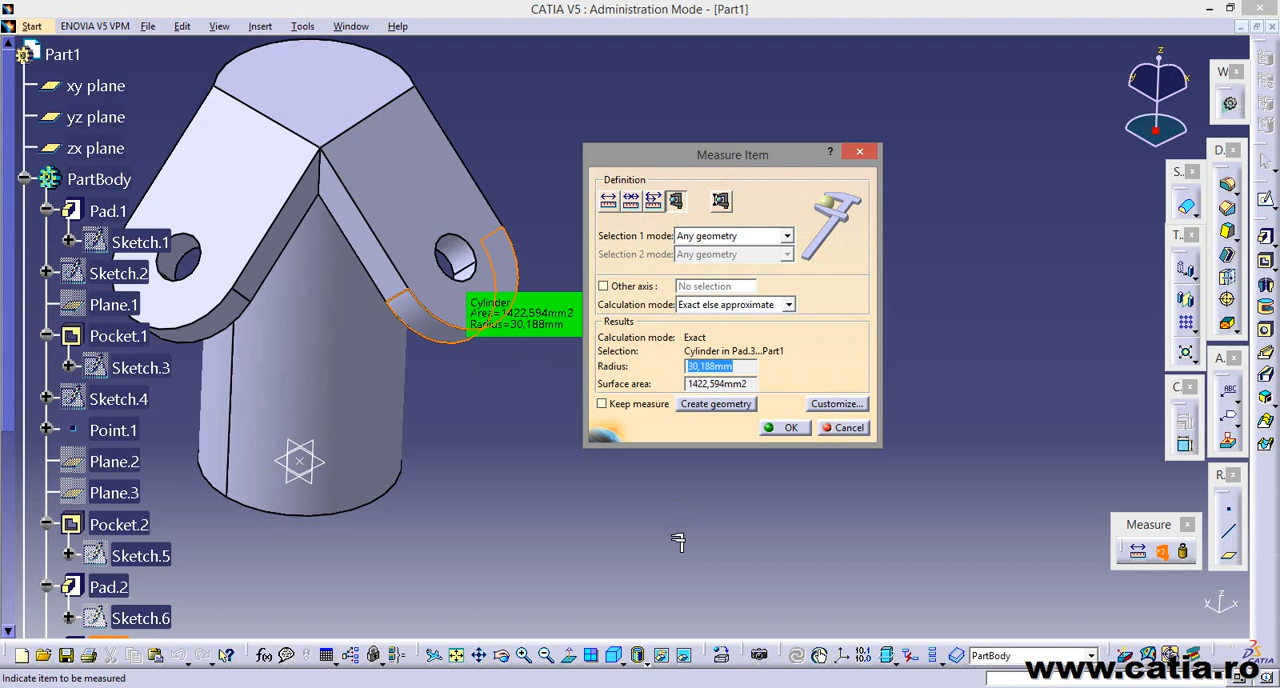 CATIA V5 : Administration Mode - [Part1]
Start ENOVIA V5 VPM File Edit View Insert Tools Window Help
Part1
xy plane
yz plane
zx plane
PartBody
Pad.1
Sketch.1
Sketch.2
Plane.1
Pocket.1
Sketch.3
Sketch.4
Point.1
Plane.2
Plane.3
Pocket.2
Sketch.5
Pad.2
Sketch.6
Cylinder
Area=1422,594mm2
Radius=30,188mm
Measure Item
Definition
Selection 1 mode: Any geometry
Selection 2 mode: Any geometry
Other axis : No selection
Calculation mode: Exact else approximate
Results
Calculation mode: Exact
Selection: Cylinder in Pad.3...Part1
Radius: 30,188mm
Surface area: 1422,594mm2
Keep measure Create geometry Customize...
OK Cancel
z
y x
W
D.
S..
T..
A.
C.
R.
ABC
Measure
z
y x
f(x)
10.1
10.0
PartBody
www.catia.ro
CATIA
Indicate item to be measured